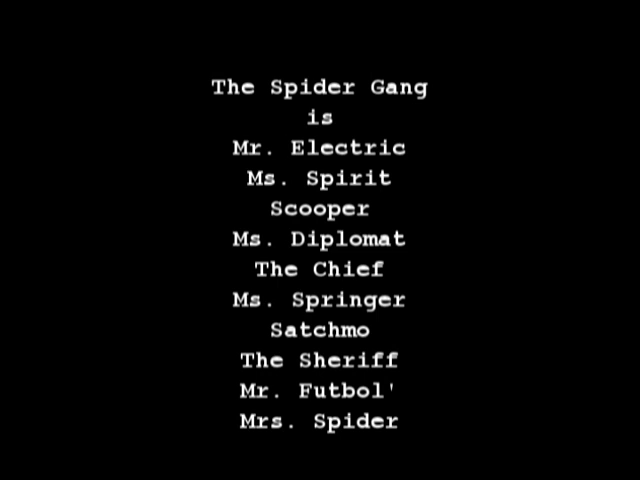 The Spider Gang
is
Mr. Electric
Ms. Spirit
Scooper
Ms. Diplomat
The Chief
Ms. Springer
Satchmo
The Sheriff
Mr. Futbol'
Mrs. Spider